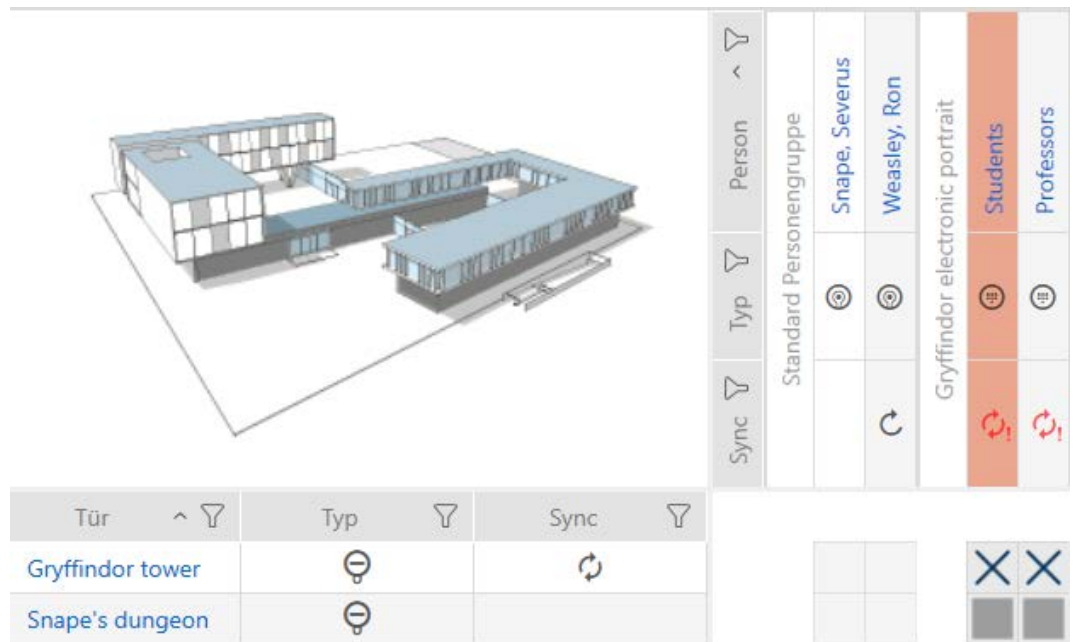 Person
Typ
Sync
Standard Personengruppe
Snape, Severus
Weasley, Ron
Gryffindor electronic portrait
Students
Professors
Tür
Typ
Sync
Gryffindor tower
Snape's dungeon